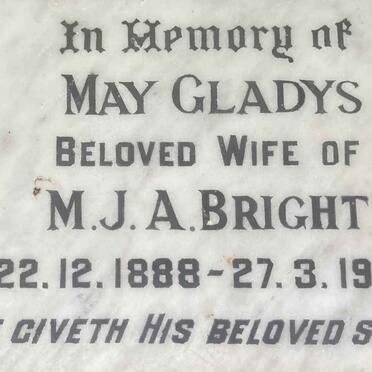 In Memory of
MAY GLADYS
BELOVED WIFE OF
M.J.A. BRIGHT
22.12.1888 - 27.3.19
GIVETH HIS BELOVED S